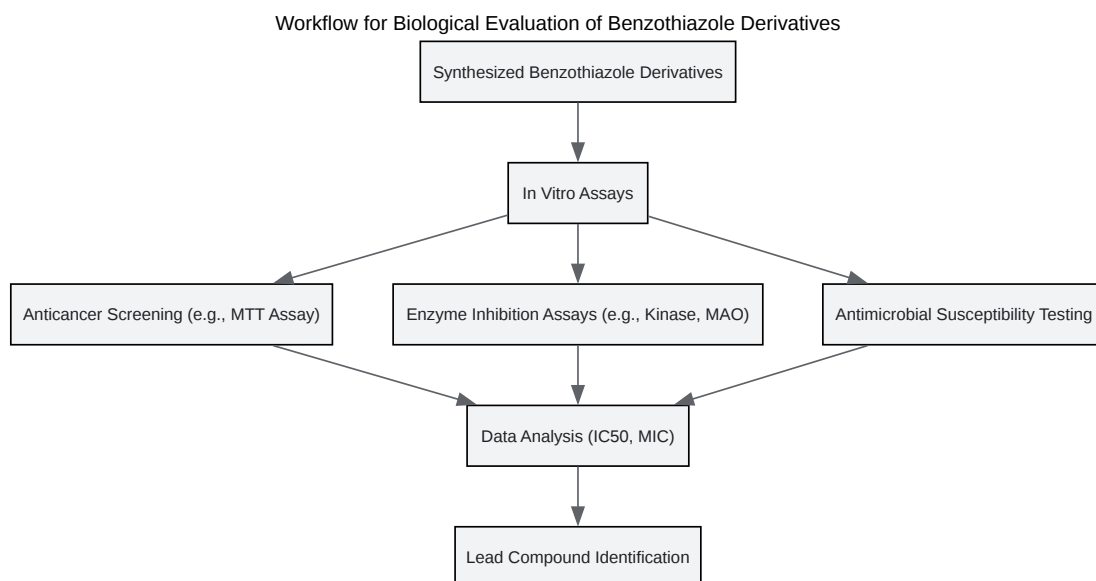 Workflow for Biological Evaluation of Benzothiazole Derivatives
Synthesized Benzothiazole Derivatives
In Vitro Assays
Anticancer Screening (e.g., MTT Assay)
Enzyme Inhibition Assays (e.g., Kinase, MAO)
Antimicrobial Susceptibility Testing
Data Analysis (IC50, MIC)
Lead Compound Identification